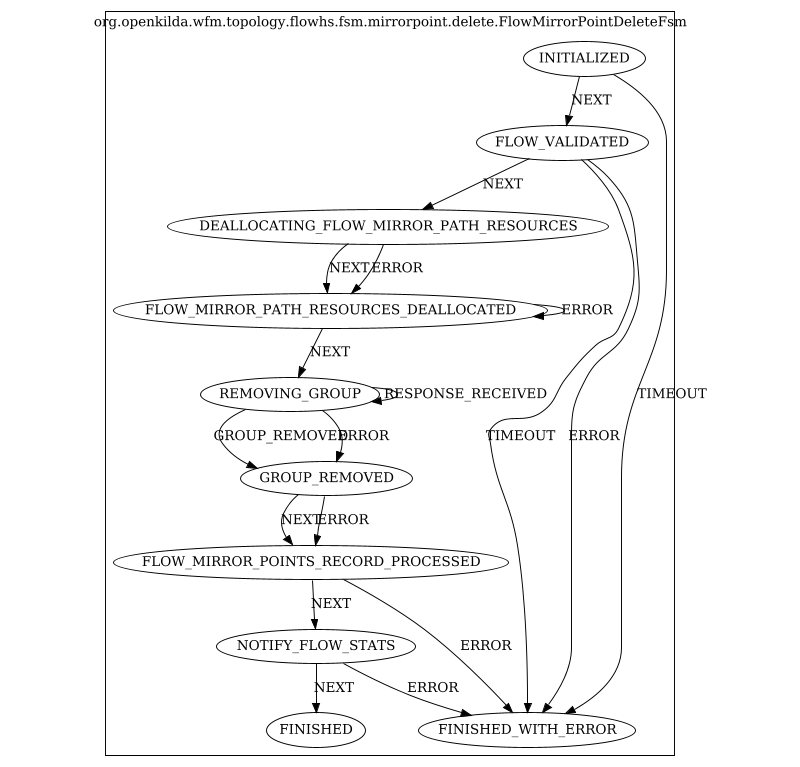 org.openkilda.wfm.topology.flowhs.fsm.mirrorpoint.delete.FlowMirrorPointDeleteFsm
INITIALIZED
NEXT
FLOW_VALIDATED
NEXT
DEALLOCATING_FLOW_MIRROR_PATH_RESOURCES
NEXT ERROR
FLOW_MIRROR_PATH_RESOURCES_DEALLOCATED ERROR
NEXT
REMOVING_GROUP RESPONSE_RECEIVED TIMEOUT
GROUP_REMOVED ERROR TIMEOUT ERROR
GROUP_REMOVED
NEXT ERROR
FLOW_MIRROR_POINTS_RECORD_PROCESSED
NEXT
NOTIFY_FLOW_STATS ERROR
NEXT ERROR
FINISHED FINISHED_WITH_ERROR